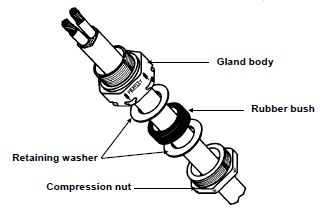 Gland body
Rubber bush
Retaining washer
Compression nut